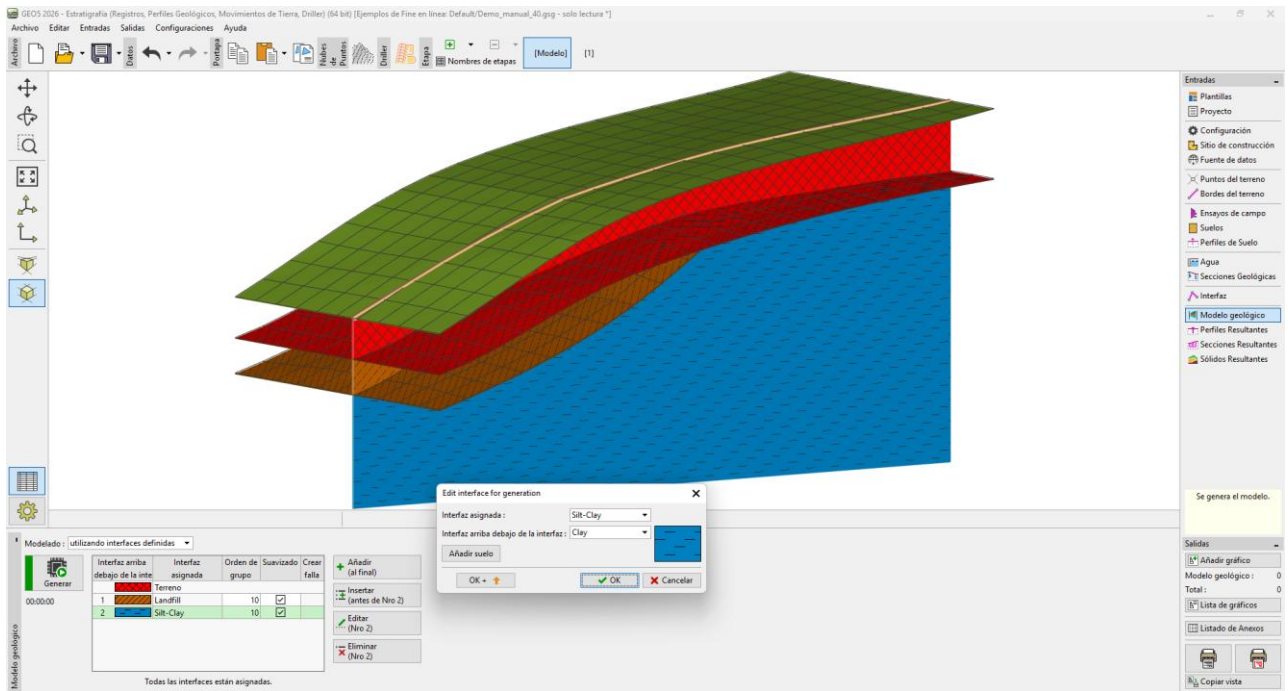 GEO5 2026 - Estratigrafía (Registros, Perfiles Geológicos, Movimientos de Tierra, Driller) (64 bit) [Ejemplos de Fine en línea: Default/Demo_manual_40.gsg - solo lectura *]
Archivo Editar Entradas Salidas Configuraciones Ayuda
Archivo
Datos
Portapa
Nubes de Puntos
Driller
Etapa
Nombres de etapas
[Modelo]
[1]
Entradas
Plantillas
Proyecto
Configuración
Sitio de construcción
Fuente de datos
Puntos del terreno
Bordes del terreno
Ensayos de campo
Suelos
Perfiles de Suelo
Agua
Secciones Geológicas
Interfaz
Modelo geológico
Perfiles Resultantes
Secciones Resultantes
Sólidos Resultantes
Se genera el modelo.
Edit interface for generation
Interfaz asignada :
Silt-Clay
Interfaz arriba debajo de la interfaz :
Clay
Añadir suelo
OK +
OK
Cancelar
Modelo geológico
Modelado :
utilizando interfaces definidas
Generar
00:00:00
Interfaz arriba Interfaz Orden de Suavizado Crear
debajo de la inte asignada grupo falla
Terreno
1 Landfill 10
2 Silt-Clay 10
Todas las interfaces están asignadas.
Añadir
(al final)
Insertar
(antes de Nro 2)
Editar
(Nro 2)
Eliminar
(Nro 2)
Salidas
Añadir gráfico
Modelo geológico : 0
Total : 0
Lista de gráficos
Listado de Anexos
Copiar vista